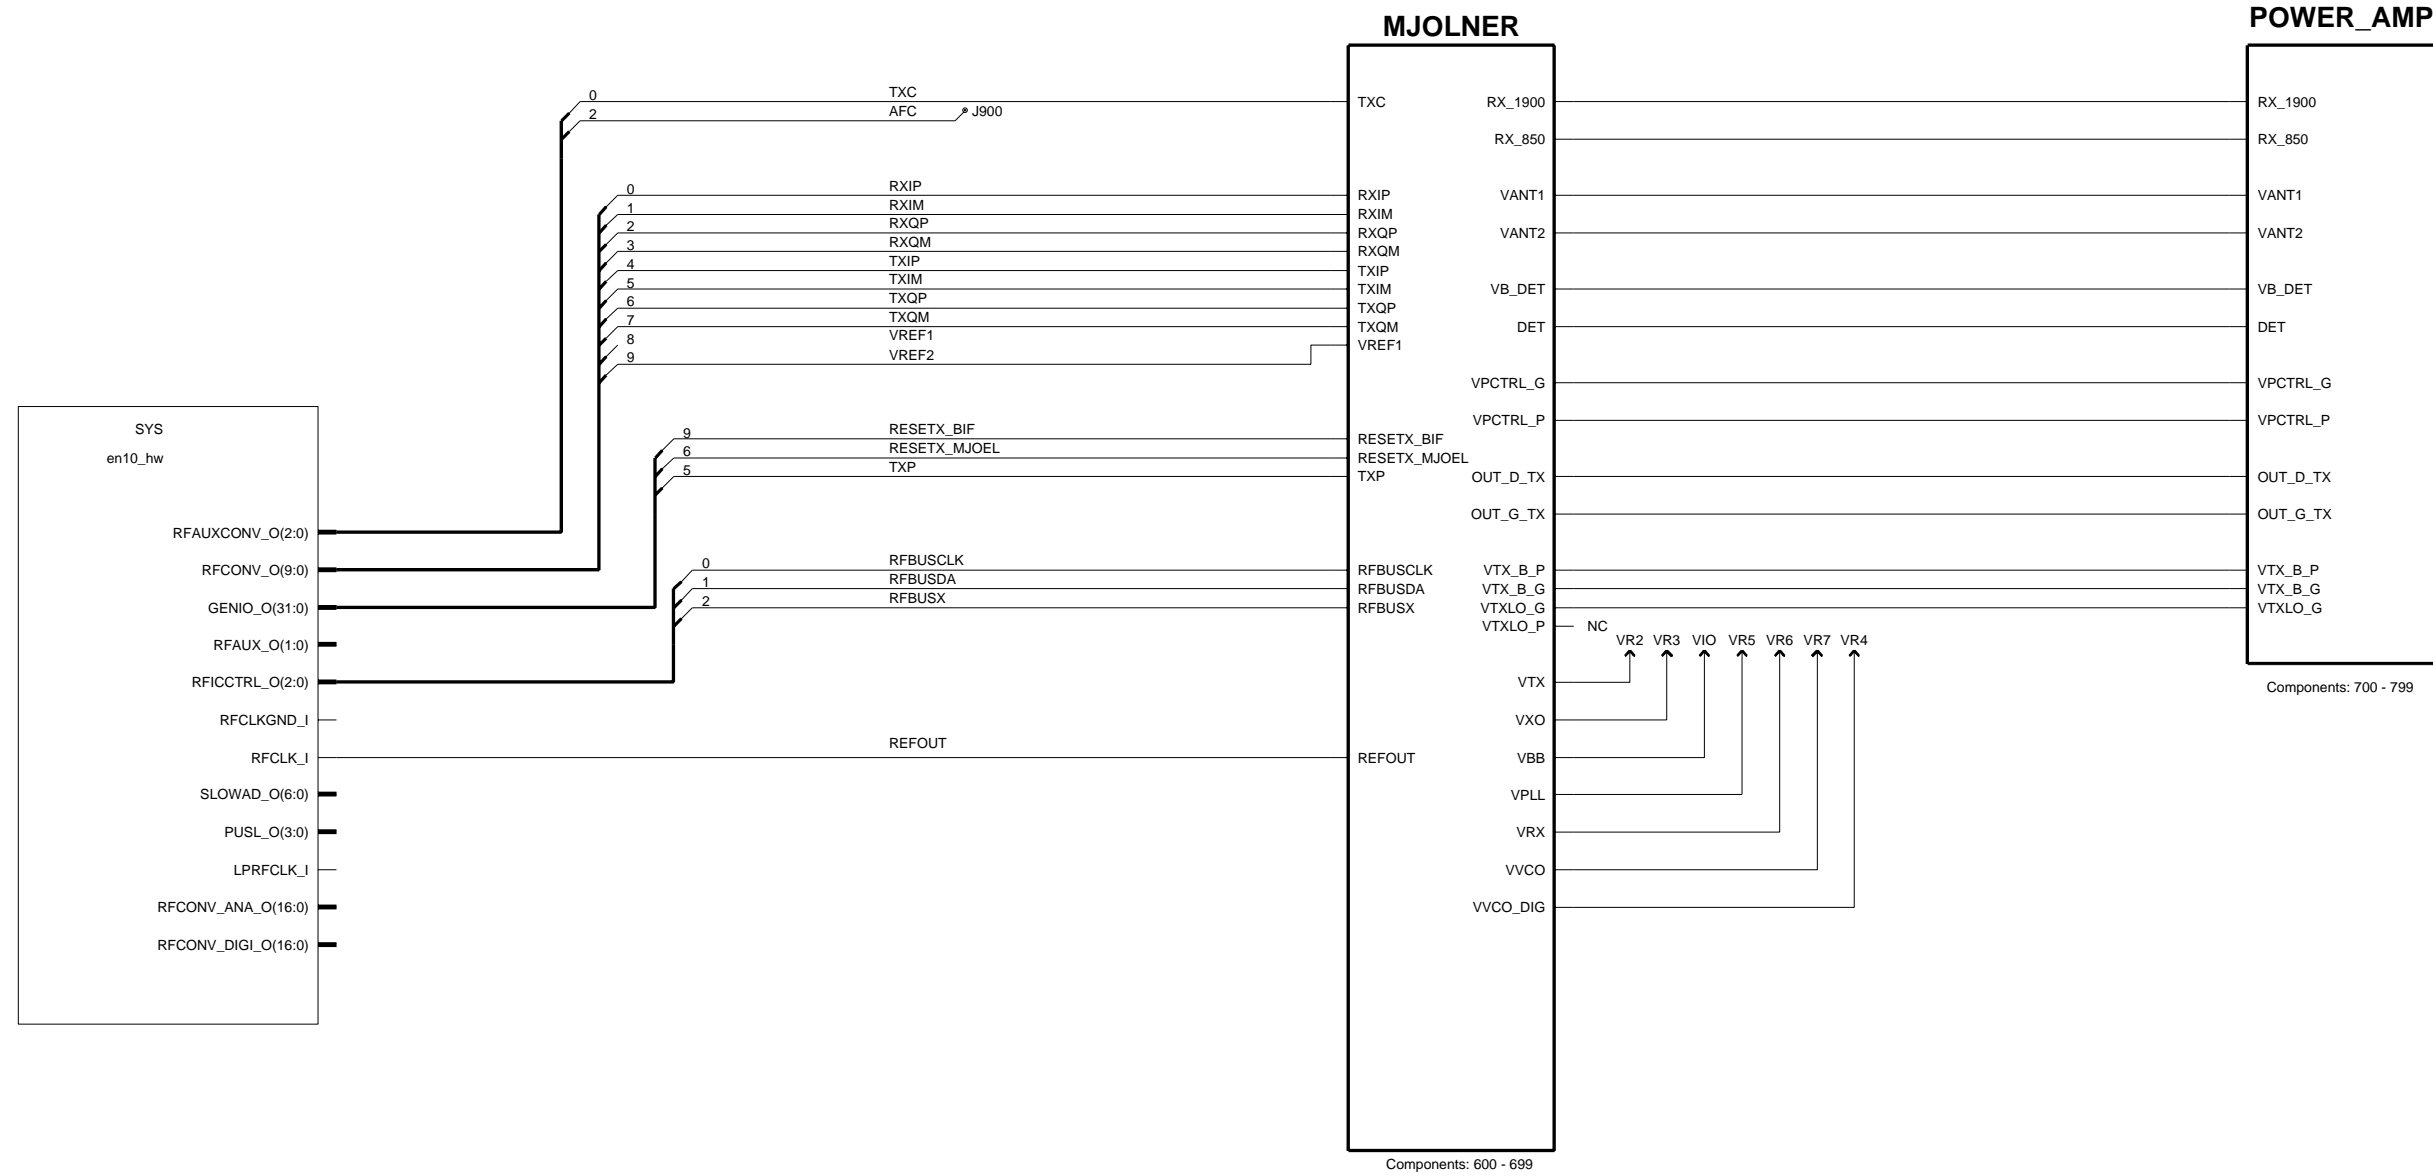 MJOLNER
POWER_AMP
0 TXC
2 AFC J900
0 RXIP
1 RXIM
2 RXQP
3 RXQM
4 TXIP
5 TXIM
6 TXQP
7 TXQM
8 VREF1
9 VREF2
9 RESETX_BIF
6 RESETX_MJOEL
5 TXP
0 RFBUSCLK
1 RFBUSDA
2 RFBUSX
REFOUT
SYS
en10_hw
RFAUXCONV_O(2:0)
RFCONV_O(9:0)
GENIO_O(31:0)
RFAUX_O(1:0)
RFICCTRL_O(2:0)
RFCLKGND_I
RFCLK_I
SLOWAD_O(6:0)
PUSL_O(3:0)
LPRFCLK_I
RFCONV_ANA_O(16:0)
RFCONV_DIGI_O(16:0)
TXC
RXIP
RXIM
RXQP
RXQM
TXIP
TXIM
TXQP
TXQM
VREF1
RESETX_BIF
RESETX_MJOEL
TXP
RFBUSCLK
RFBUSDA
RFBUSX
REFOUT
RX_1900
RX_850
VANT1
VANT2
VB_DET
DET
VPCTRL_G
VPCTRL_P
OUT_D_TX
OUT_G_TX
VTX_B_P
VTX_B_G
VTXLO_G
VTXLO_P NC
VR2 VR3 VIO VR5 VR6 VR7 VR4
VTX
VXO
VBB
VPLL
VRX
VVCO
VVCO_DIG
Components: 600 - 699
RX_1900
RX_850
VANT1
VANT2
VB_DET
DET
VPCTRL_G
VPCTRL_P
OUT_D_TX
OUT_G_TX
VTX_B_P
VTX_B_G
VTXLO_G
Components: 700 - 799